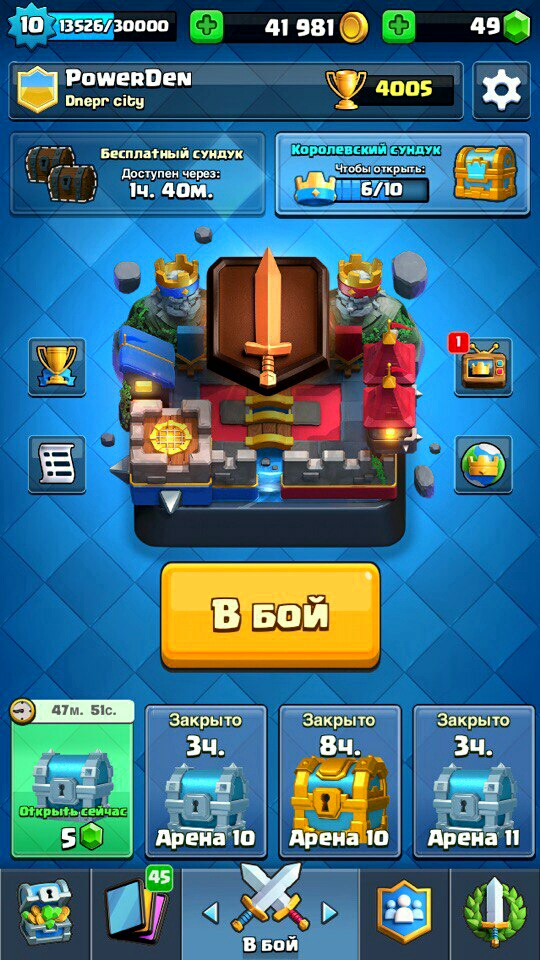 10 13526/30000
41 981
49
PowerDen
Dnepr city
4005
Бесплатный сундук
Доступен через:
1ч. 40м.
Королевский сундук
Чтобы открыть:
6/10
1
В бой
47м. 51с.
Открыть сейчас
5
Закрыто
3ч.
Арена 10
Закрыто
8ч.
Арена 10
Закрыто
3ч.
Арена 11
45
В бой